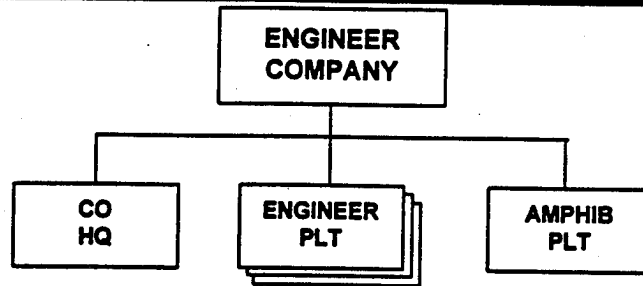 ENGINEER
COMPANY
CO
HQ
ENGINEER
PLT
AMPHIB
PLT